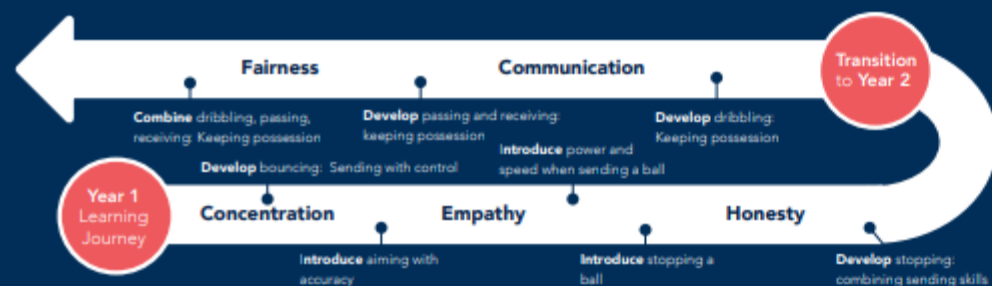 Fairness
Communication
Transition
to Year 2
Combine dribbling, passing,
receiving: Keeping possession
Develop passing and receiving:
keeping possession
Develop dribbling:
Keeping possession
Introduce power and
speed when sending a ball
Develop bouncing: Sending with control
Year 1
Learning
Journey
Concentration
Empathy
Honesty
Introduce aiming with
accuracy
Introduce stopping a
ball
Develop stopping:
combining sending skills